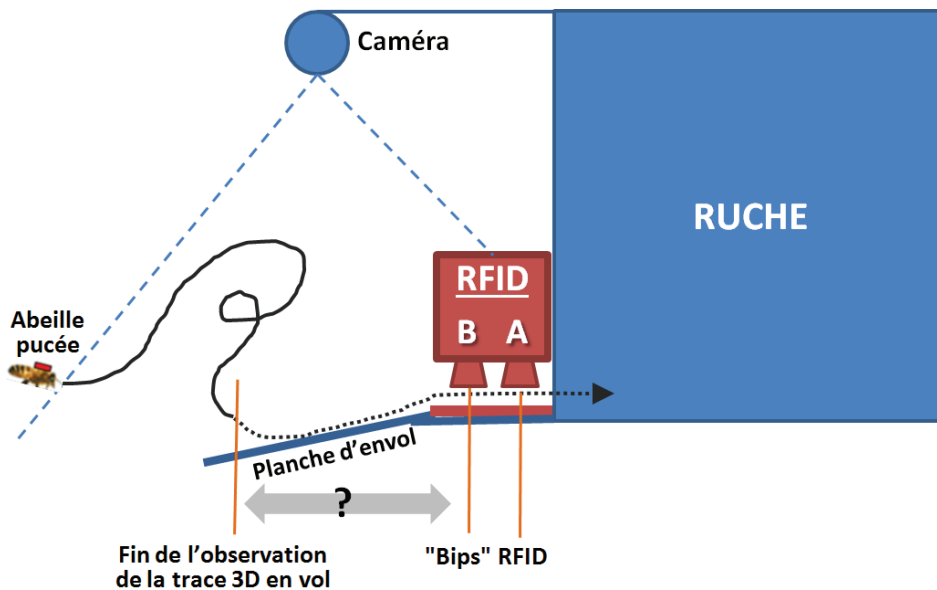 Caméra
RUCHE
RFID
B A
Abeille
pucée
Planche d’envol
?
Fin de l’observation
de la trace 3D en vol
"Bips" RFID